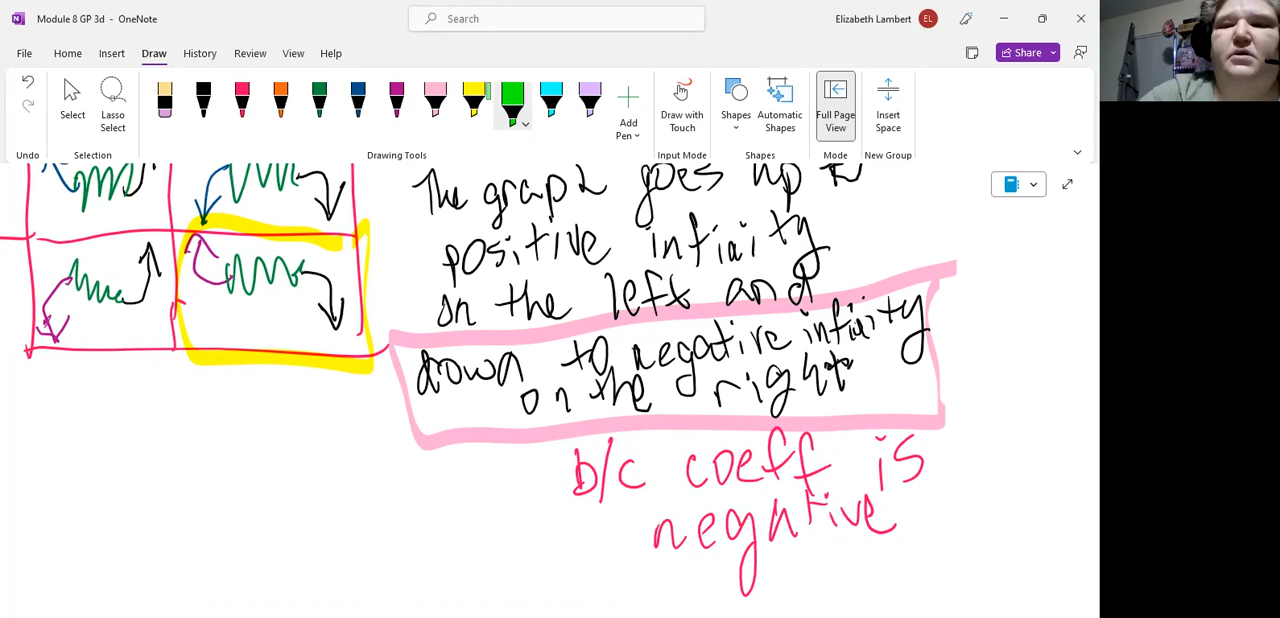 Module 8 GP 3d - OneNote
Search
Elizabeth Lambert
EL
File
Home
Insert
Draw
History
Review
View
Help
Share
Select
Lasso
Select
Add
Pen
Draw with
Touch
Shapes
Automatic
Shapes
Full Page
View
Insert
Space
Undo
Selection
Drawing Tools
Input Mode
Shapes
Mode
New Group
The graph goes up to
positive infinity
on the left and
down to negative infinity
on the right
b/c coeff is
negative